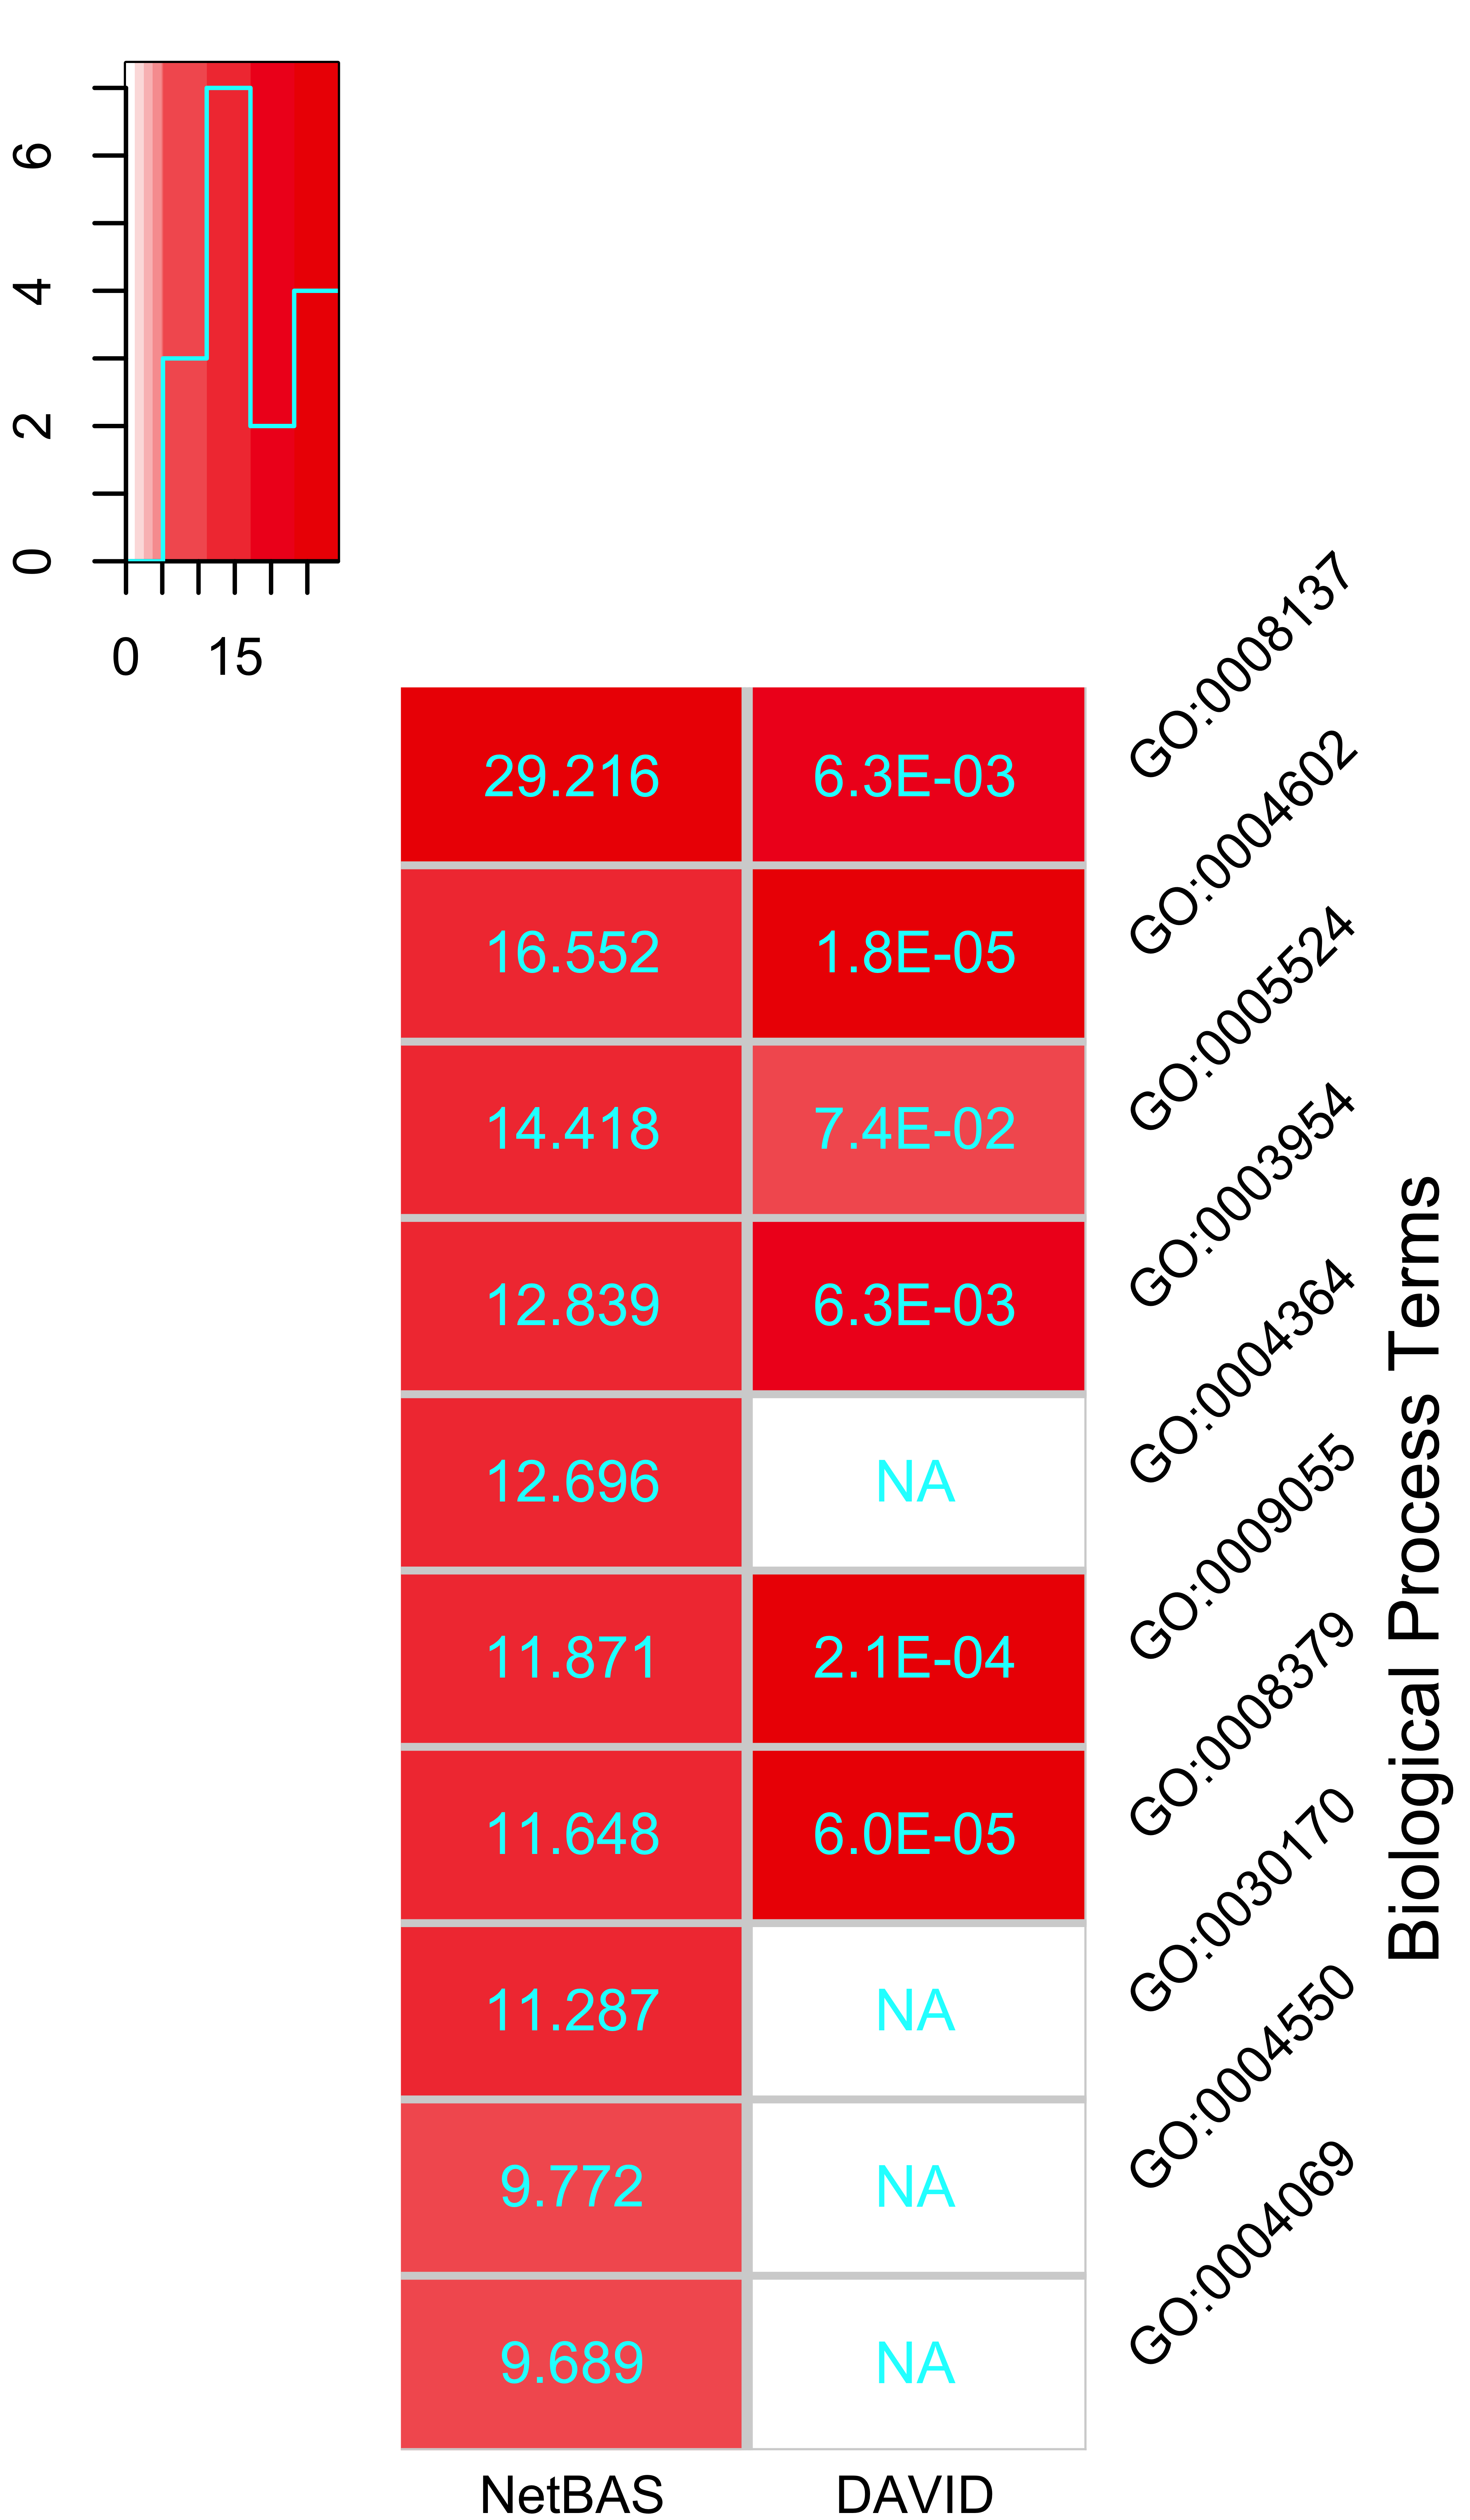 6
4
2
0
0 15
29.216 6.3E-03 GO:0008137
16.552 1.8E-05 GO:0004602
14.418 7.4E-02 GO:0005524
12.839 6.3E-03 GO:0003954
12.696 NA GO:0004364
11.871 2.1E-04 GO:0009055
11.648 6.0E-05 GO:0008379
11.287 NA GO:0030170
9.772 NA GO:0004550
9.689 NA GO:0004069
NetBAS DAVID
Biological Process Terms